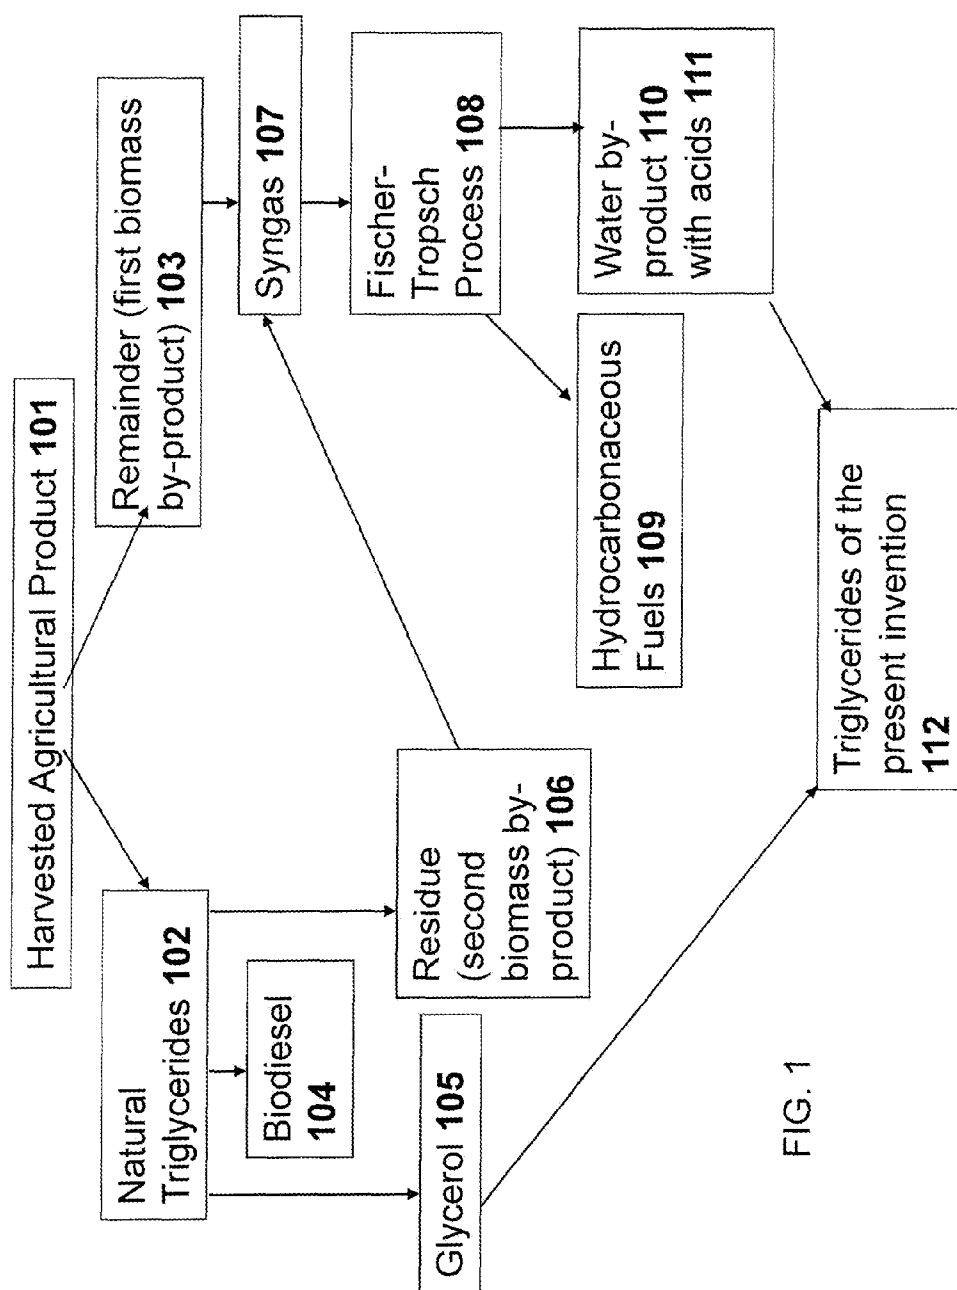 Harvested Agricultural Product 101
Natural
Triglycerides 102
Remainder (first biomass
by-product) 103
Biodiesel
104
Syngas 107
Glycerol 105
Residue
(second
biomass by-
product) 106
Fischer-
Tropsch
Process 108
Hydrocarbonaceous
Fuels 109
Water by-
product 110
with acids 111
Triglycerides of the
present invention
112
FIG. 1